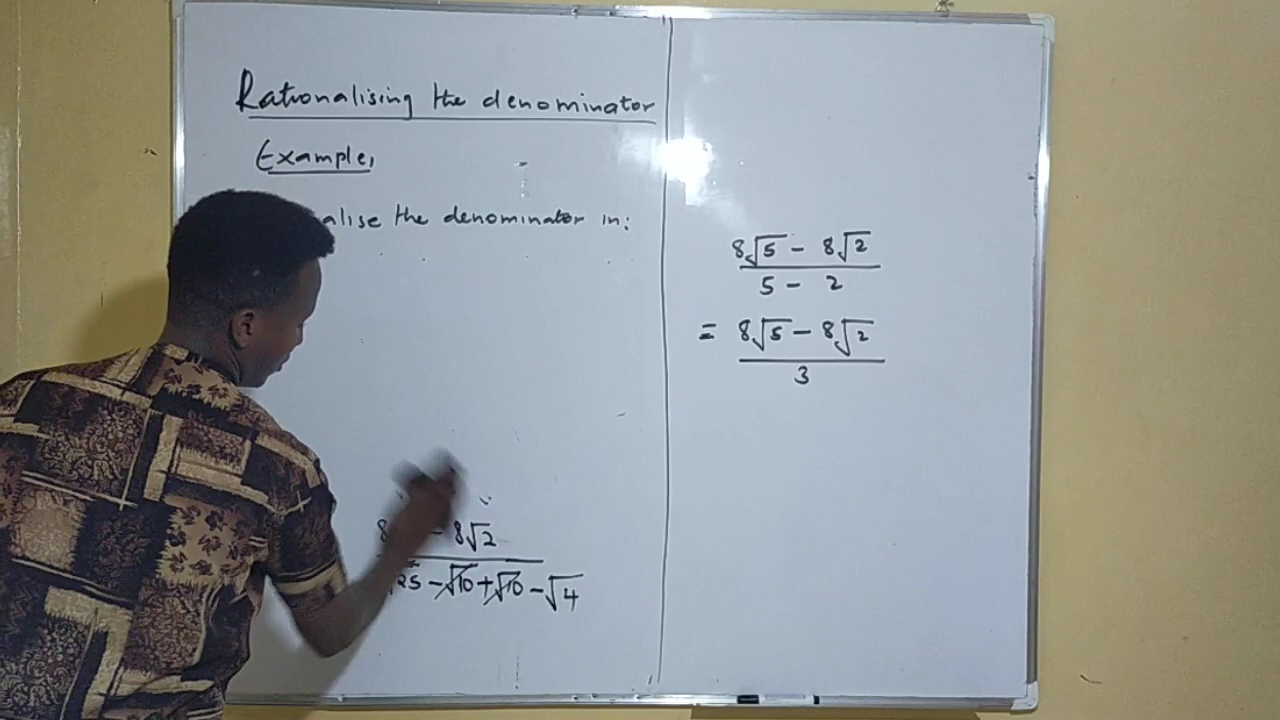 Rationalising the denominator
Example,
alise the denominator in:
8 - 8√2
25 - √10 + √10 - √4
8√5 - 8√2
5 - 2
= 8√5 - 8√2
3